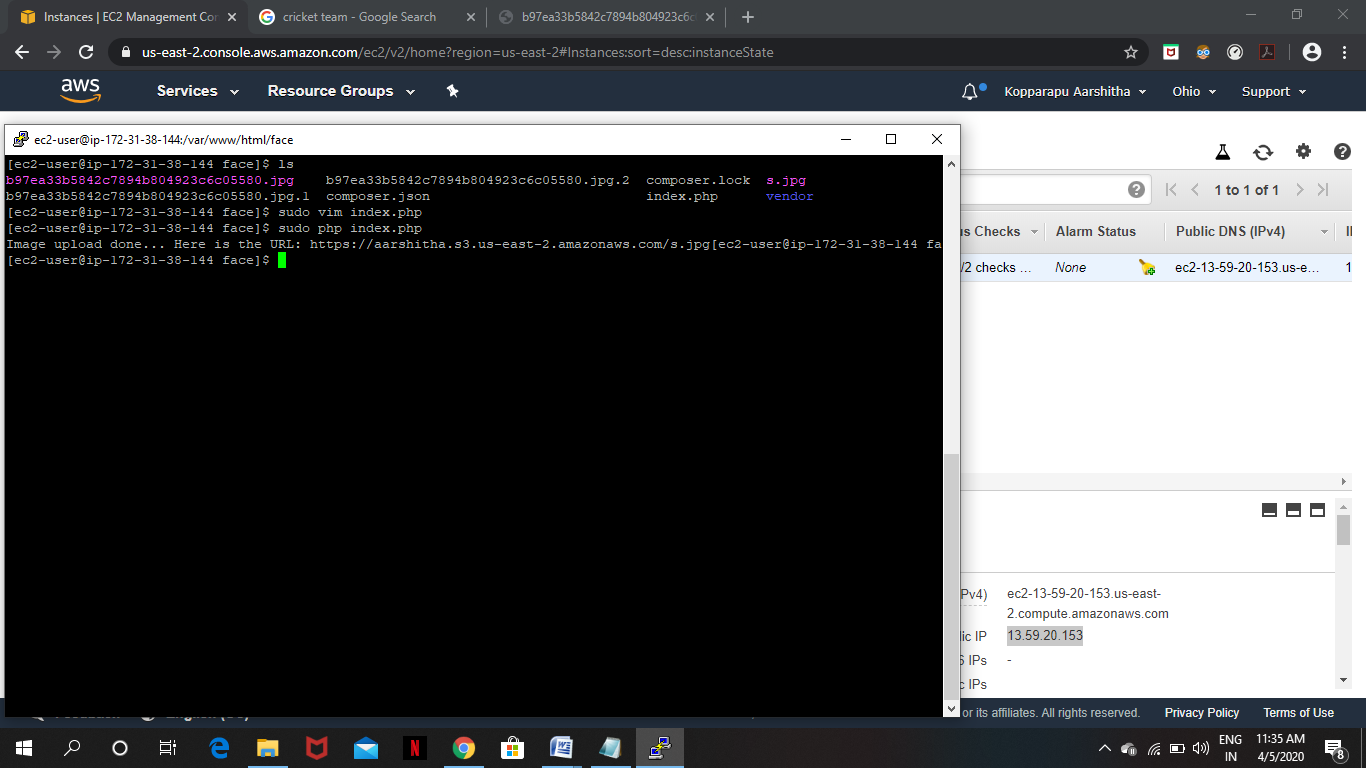 Instances | EC2 Management Con
cricket team - Google Search
b97ea33b5842c7894b804923c6c
us-east-2.console.aws.amazon.com/ec2/v2/home?region=us-east-2#Instances:sort=desc:instanceState
aws
Services
Resource Groups
Kopparapu Aarshitha
Ohio
Support
ec2-user@ip-172-31-38-144:/var/www/html/face
[ec2-user@ip-172-31-38-144 face]$ ls
b97ea33b5842c7894b804923c6c05580.jpg b97ea33b5842c7894b804923c6c05580.jpg.2 composer.lock s.jpg
b97ea33b5842c7894b804923c6c05580.jpg.1 composer.json index.php vendor
[ec2-user@ip-172-31-38-144 face]$ sudo vim index.php
[ec2-user@ip-172-31-38-144 face]$ sudo php index.php
Image upload done... Here is the URL: https://aarshitha.s3.us-east-2.amazonaws.com/s.jpg[ec2-user@ip-172-31-38-144 fa
[ec2-user@ip-172-31-38-144 face]$
1 to 1 of 1
us Checks
Alarm Status
Public DNS (IPv4)
/2 checks ...
None
ec2-13-59-20-153.us-e...
1
Pv4)
ec2-13-59-20-153.us-east-
2.compute.amazonaws.com
lic IP
13.59.20.153
6 IPs
-
c IPs
or its affiliates. All rights reserved.
Privacy Policy
Terms of Use
ENG
IN
11:35 AM
4/5/2020
8